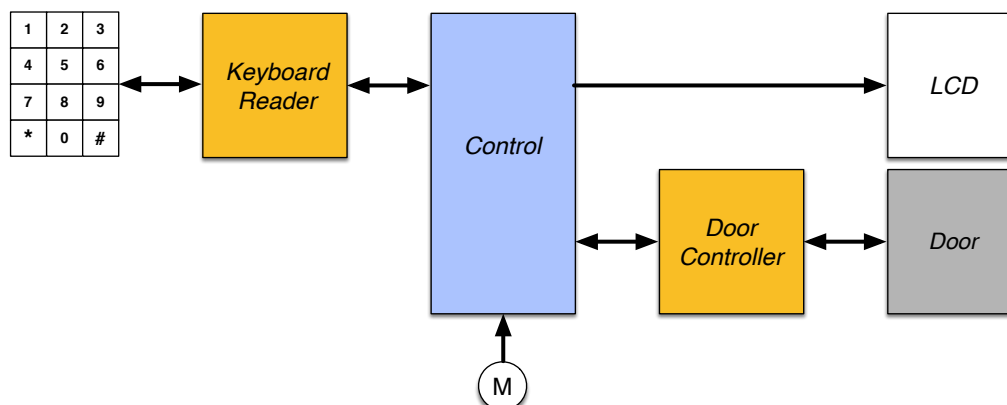 1 2 3
4 5 6
7 8 9
* 0 #
Keyboard
Reader
Control
LCD
Door
Controller
Door
M